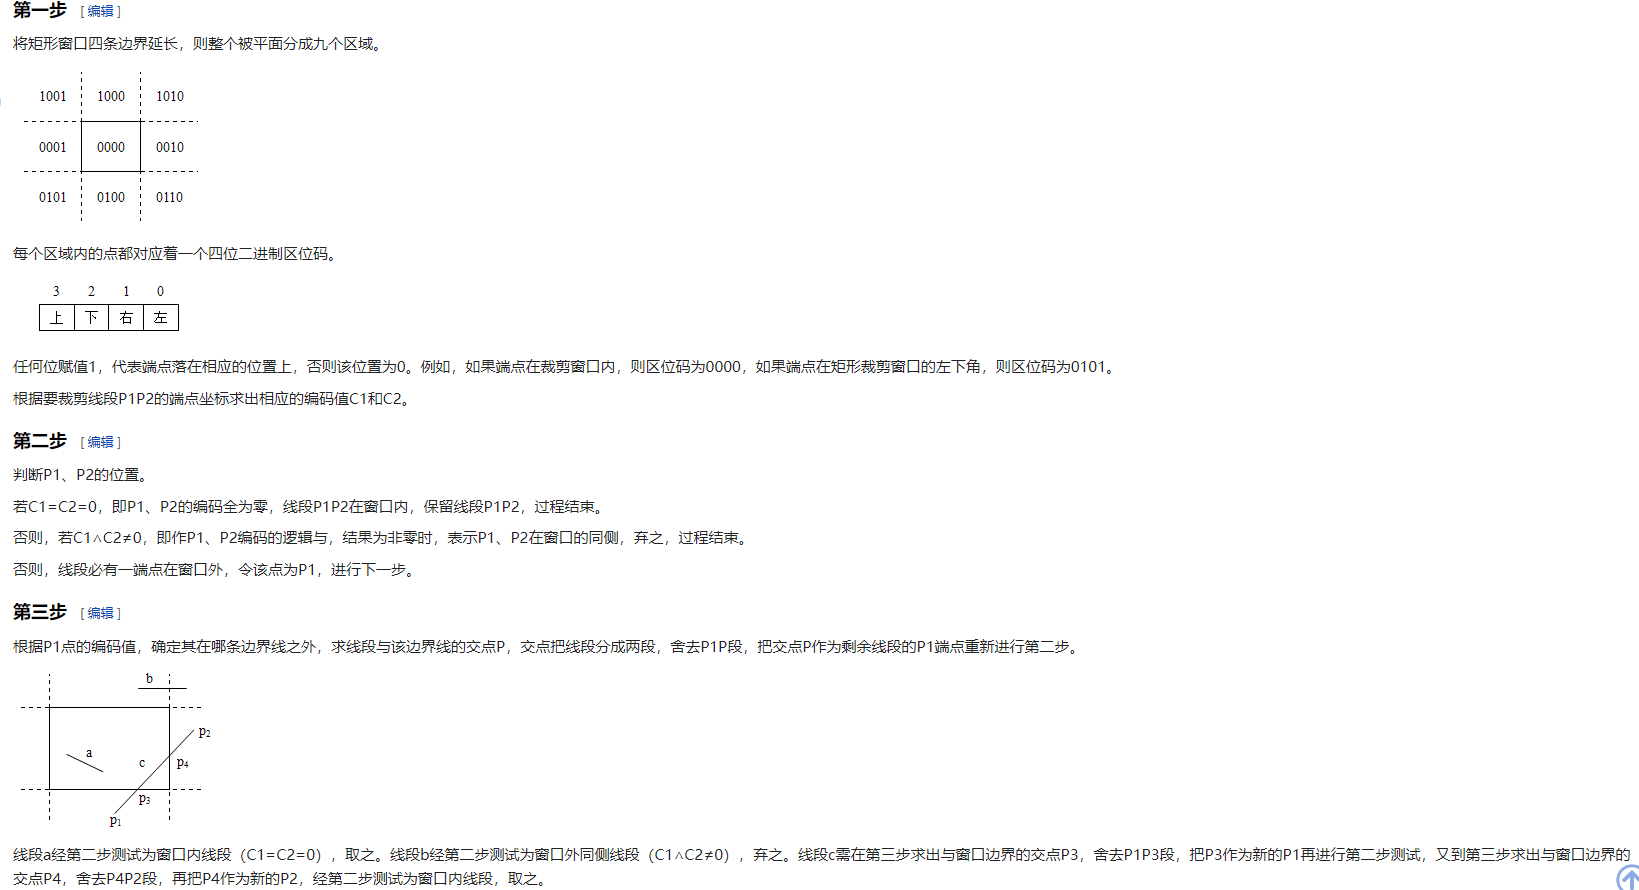 第一步 [编辑]
将矩形窗口四条边界延长，则整个被平面分成九个区域。
1001 1000 1010
0001 0000 0010
0101 0100 0110
每个区域内的点都对应着一个四位二进制区位码。
3 2 1 0
上 下 右 左
任何位赋值1，代表端点落在相应的位置上，否则该位置为0。例如，如果端点在裁剪窗口内，则区位码为0000，如果端点在矩形裁剪窗口的左下角，则区位码为0101。
根据要裁剪线段P1P2的端点坐标求出相应的编码值C1和C2。
第二步 [编辑]
判断P1、P2的位置。
若C1=C2=0，即P1、P2的编码全为零，线段P1P2在窗口内，保留线段P1P2，过程结束。
否则，若C1∧C2≠0，即作P1、P2编码的逻辑与，结果为非零时，表示P1、P2在窗口的同侧，弃之，过程结束。
否则，线段必有一端点在窗口外，令该点为P1，进行下一步。
第三步 [编辑]
根据P1点的编码值，确定其在哪条边界线之外，求线段与该边界线的交点P，交点把线段分成两段，舍去P1P段，把交点P作为剩余线段的P1端点重新进行第二步。
b
p2
a
c p4
p3
p1
线段a经第二步测试为窗口内线段（C1=C2=0），取之。线段b经第二步测试为窗口外同侧线段（C1∧C2≠0），弃之。线段c需在第三步求出与窗口边界的交点P3，舍去P1P3段，把P3作为新的P1再进行第二步测试，又到第三步求出与窗口边界的
交点P4，舍去P4P2段，再把P4作为新的P2，经第二步测试为窗口内线段，取之。